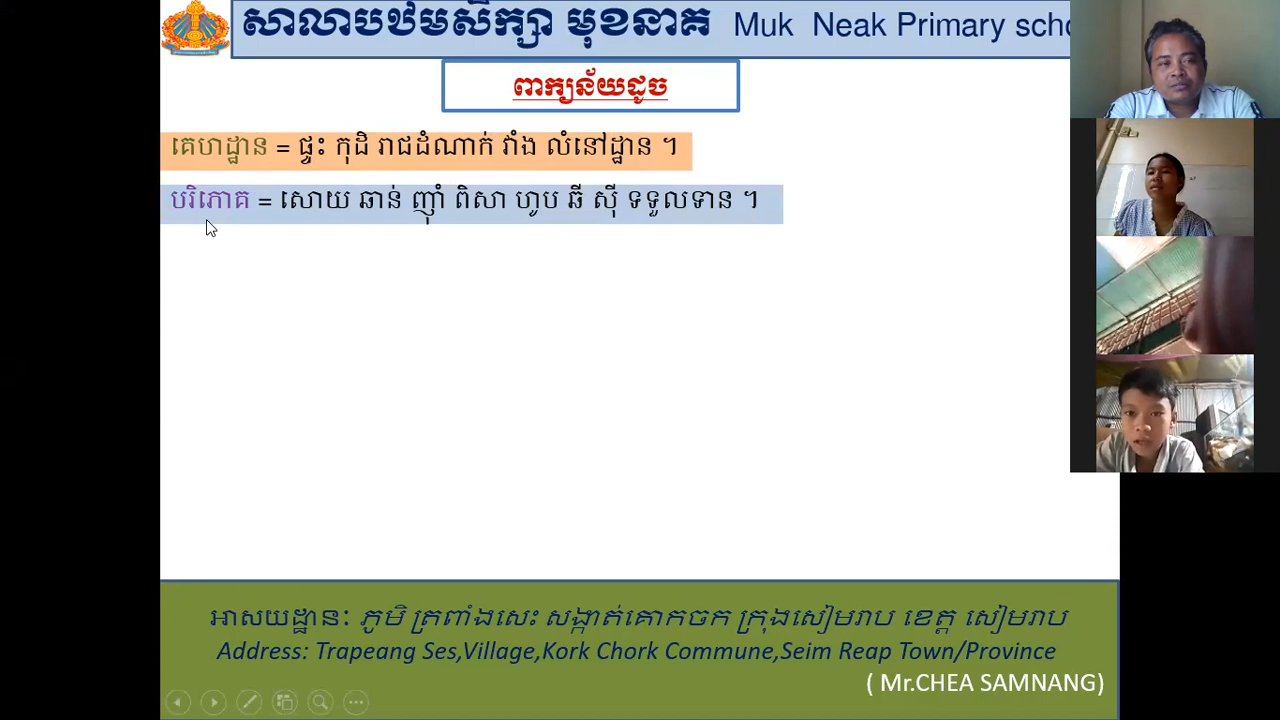 សាលាបឋមសិក្សា មុខនាគ Muk Neak Primary scho
ពាក្យន័យដូច
គេហដ្ឋាន = ផ្ទះ កុដិ រាជដំណាក់ វាំង លំនៅដ្ឋាន ។
បរិភោគ = សោយ ឆាន់ ញ៉ាំ ពិសា ហូប ឆី ស៊ី ទទួលទាន ។
អាសយដ្ឋាន: ភូមិ ត្រពាំងសេះ សង្កាត់គោកចក ក្រុងសៀមរាប ខេត្ត សៀមរាប
Address: Trapeang Ses,Village,Kork Chork Commune,Seim Reap Town/Province
( Mr.CHEA SAMNANG)